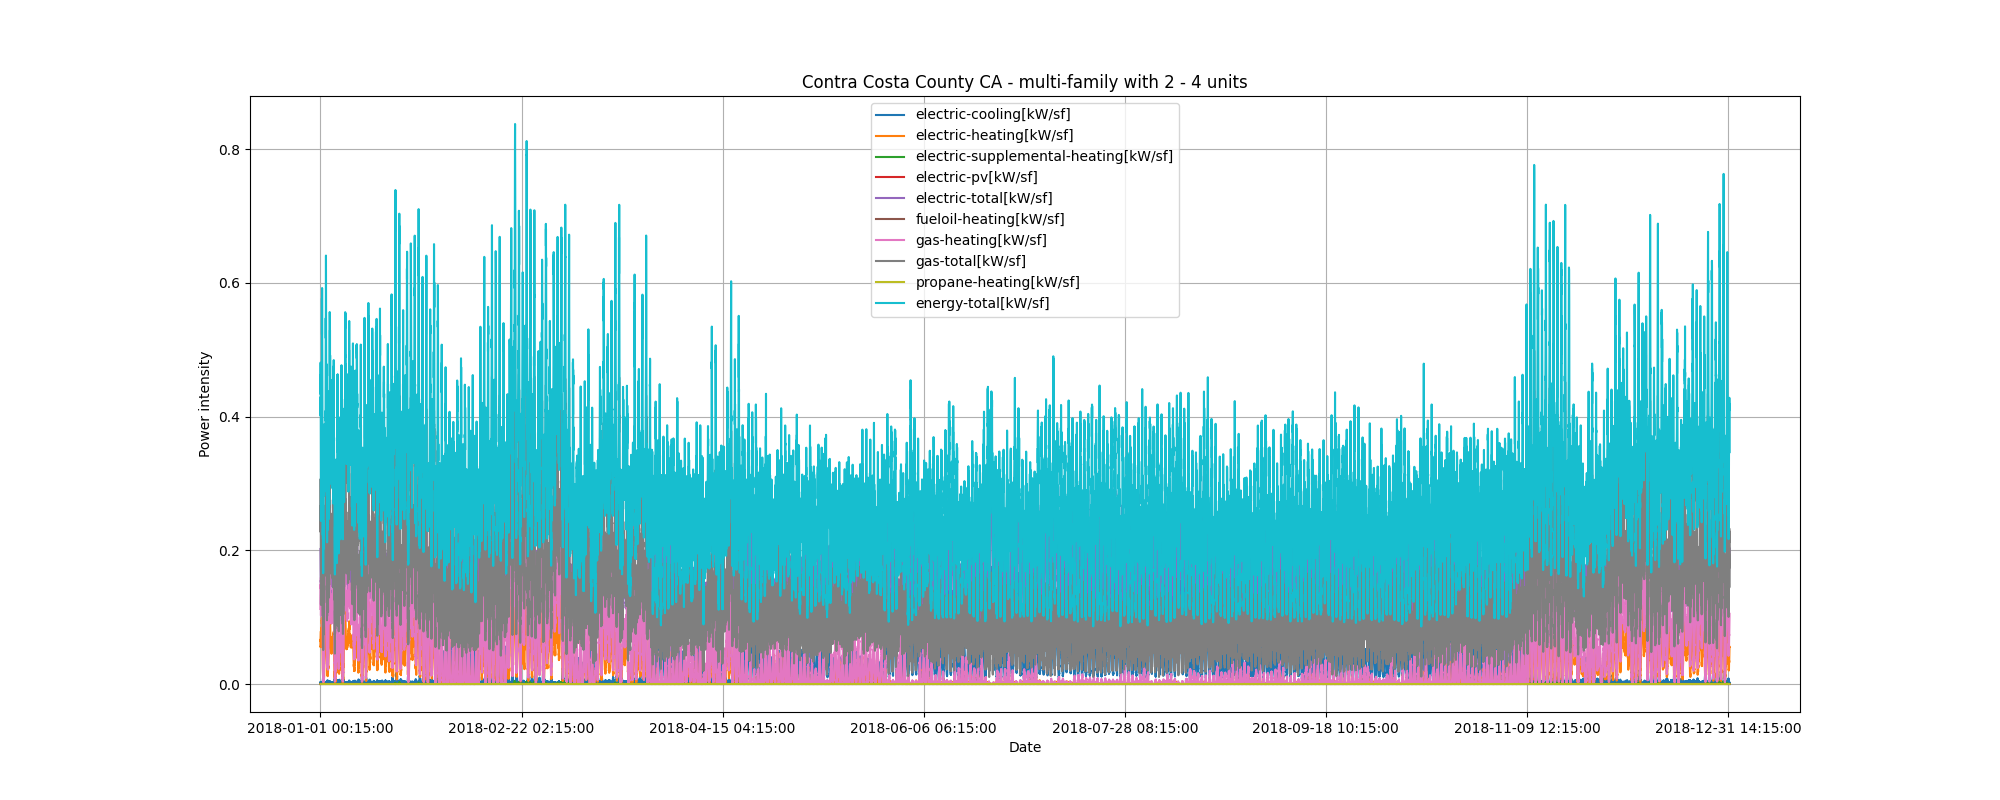 Contra Costa County CA - multi-family with 2 - 4 units
electric-cooling[kW/sf]
electric-heating[kW/sf]
electric-supplemental-heating[kW/sf]
electric-pv[kW/sf]
electric-total[kW/sf]
fueloil-heating[kW/sf]
gas-heating[kW/sf]
gas-total[kW/sf]
propane-heating[kW/sf]
energy-total[kW/sf]
Power intensity
0.8
0.6
0.4
0.2
0.0
2018-01-01 00:15:00
2018-02-22 02:15:00
2018-04-15 04:15:00
2018-06-06 06:15:00
2018-07-28 08:15:00
2018-09-18 10:15:00
2018-11-09 12:15:00
2018-12-31 14:15:00
Date